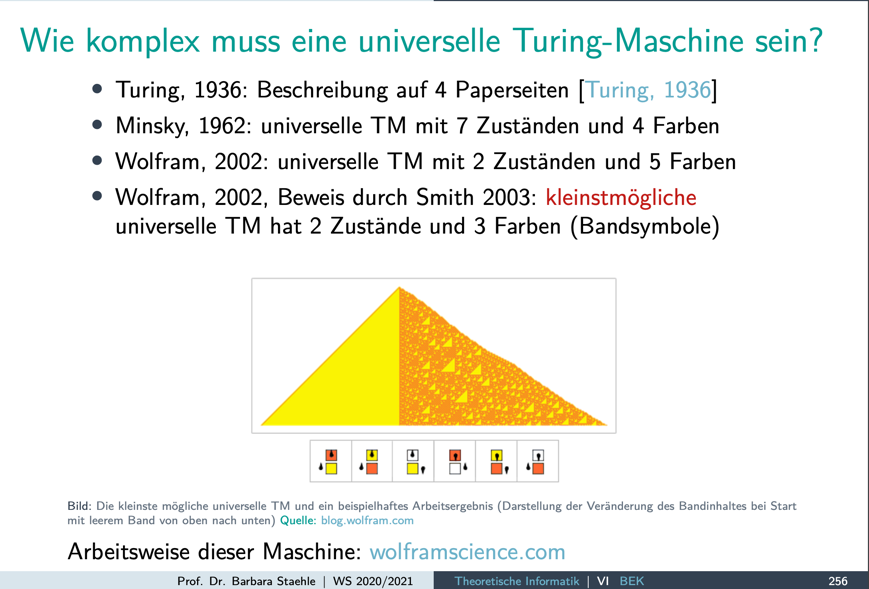 Wie komplex muss eine universelle Turing-Maschine sein?
• Turing, 1936: Beschreibung auf 4 Paperseiten [Turing, 1936]
• Minsky, 1962: universelle TM mit 7 Zuständen und 4 Farben
• Wolfram, 2002: universelle TM mit 2 Zuständen und 5 Farben
• Wolfram, 2002, Beweis durch Smith 2003: kleinstmögliche
universelle TM hat 2 Zustände und 3 Farben (Bandsymbole)
Bild: Die kleinste mögliche universelle TM und ein beispielhaftes Arbeitsergebnis (Darstellung der Veränderung des Bandinhaltes bei Start
mit leerem Band von oben nach unten) Quelle: blog.wolfram.com
Arbeitsweise dieser Maschine: wolframscience.com
Prof. Dr. Barbara Staehle | WS 2020/2021 Theoretische Informatik | VI BEK 256